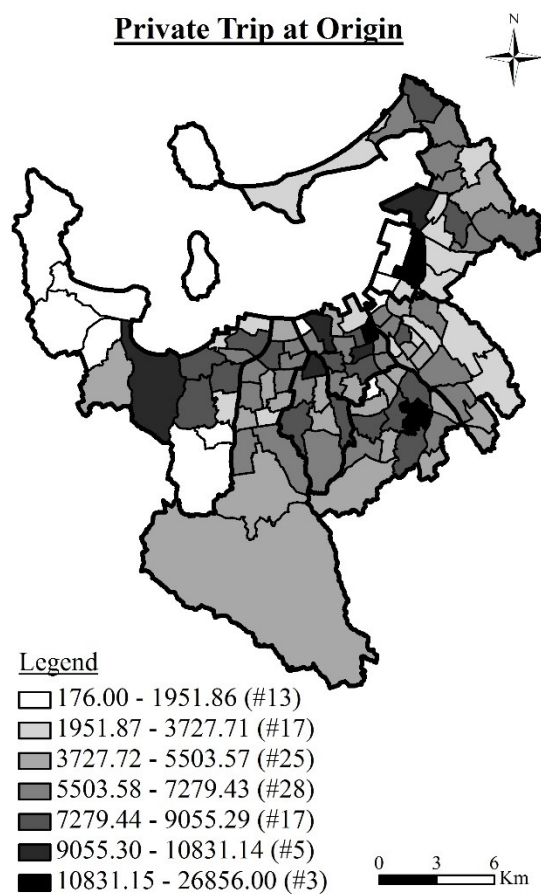 Private Trip at Origin
N
Legend
176.00 - 1951.86 (#13)
1951.87 - 3727.71 (#17)
3727.72 - 5503.57 (#25)
5503.58 - 7279.43 (#28)
7279.44 - 9055.29 (#17)
9055.30 - 10831.14 (#5)
10831.15 - 26856.00 (#3)
0 3 6
Km